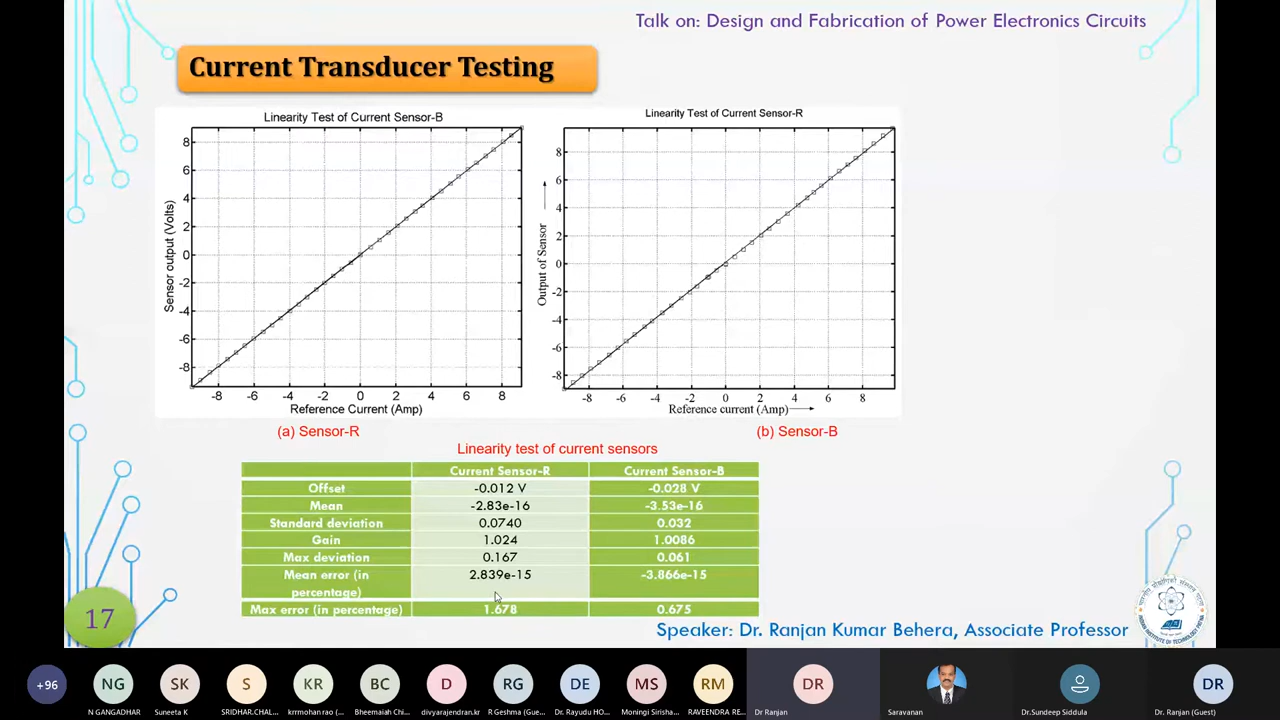 Talk on: Design and Fabrication of Power Electronics Circuits
Current Transducer Testing
Linearity Test of Current Sensor-B
Sensor output (Volts)
8
6
4
2
0
-2
-4
-6
-8
-8 -6 -4 -2 0 2 4 6 8
Reference Current (Amp)
(a) Sensor-R
Linearity Test of Current Sensor-R
Output of Sensor
8
6
4
2
0
-2
-4
-6
-8
-8 -6 -4 -2 0 2 4 6 8
Reference current (Amp)
(b) Sensor-B
Linearity test of current sensors
Current Sensor-R Current Sensor-B
Offset -0.012 V -0.028 V
Mean -2.83e-16 -3.53e-16
Standard deviation 0.0740 0.032
Gain 1.024 1.0086
Max deviation 0.167 0.061
Mean error (in 2.839e-15 -3.866e-15
percentage)
Max error (in percentage) 1.678 0.675
17
Speaker: Dr. Ranjan Kumar Behera, Associate Professor
+96 NG SK S KR BC D RG DE MS RM DR DR
N GANGADHAR Suneeta K SRIDHAR.CHAL... krrmohan rao (... Bheemaiah Chi... divyarajendran.kr R Geshma (Gue... Dr. Rayudu HO... Moningi Sirisha... RAVEENDRA RE... Dr Ranjan Saravanan Dr.Sundeep Siddula Dr. Ranjan (Guest)